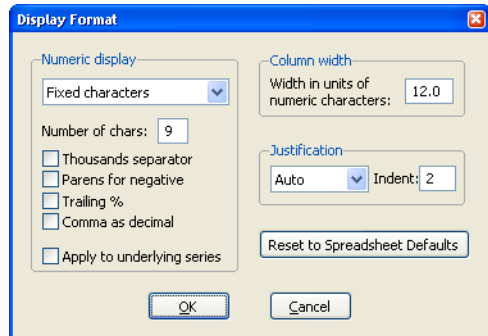 Display Format
Numeric display
Fixed characters
Number of chars: 9
Thousands separator
Parens for negative
Trailing %
Comma as decimal
Apply to underlying series
Column width
Width in units of
numeric characters: 12.0
Justification
Auto Indent: 2
Reset to Spreadsheet Defaults
OK Cancel